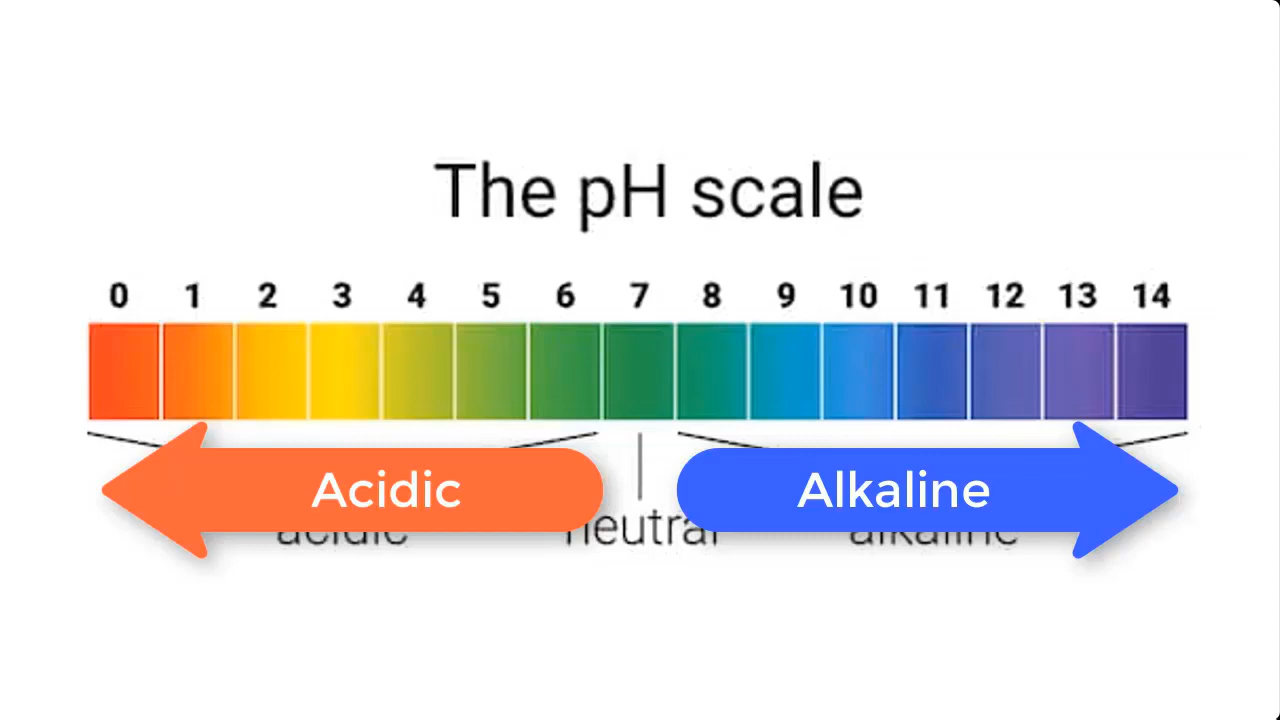 The pH scale
0 1 2 3 4 5 6 7 8 9 10 11 12 13 14
Acidic Alkaline
acidic neutral alkaline